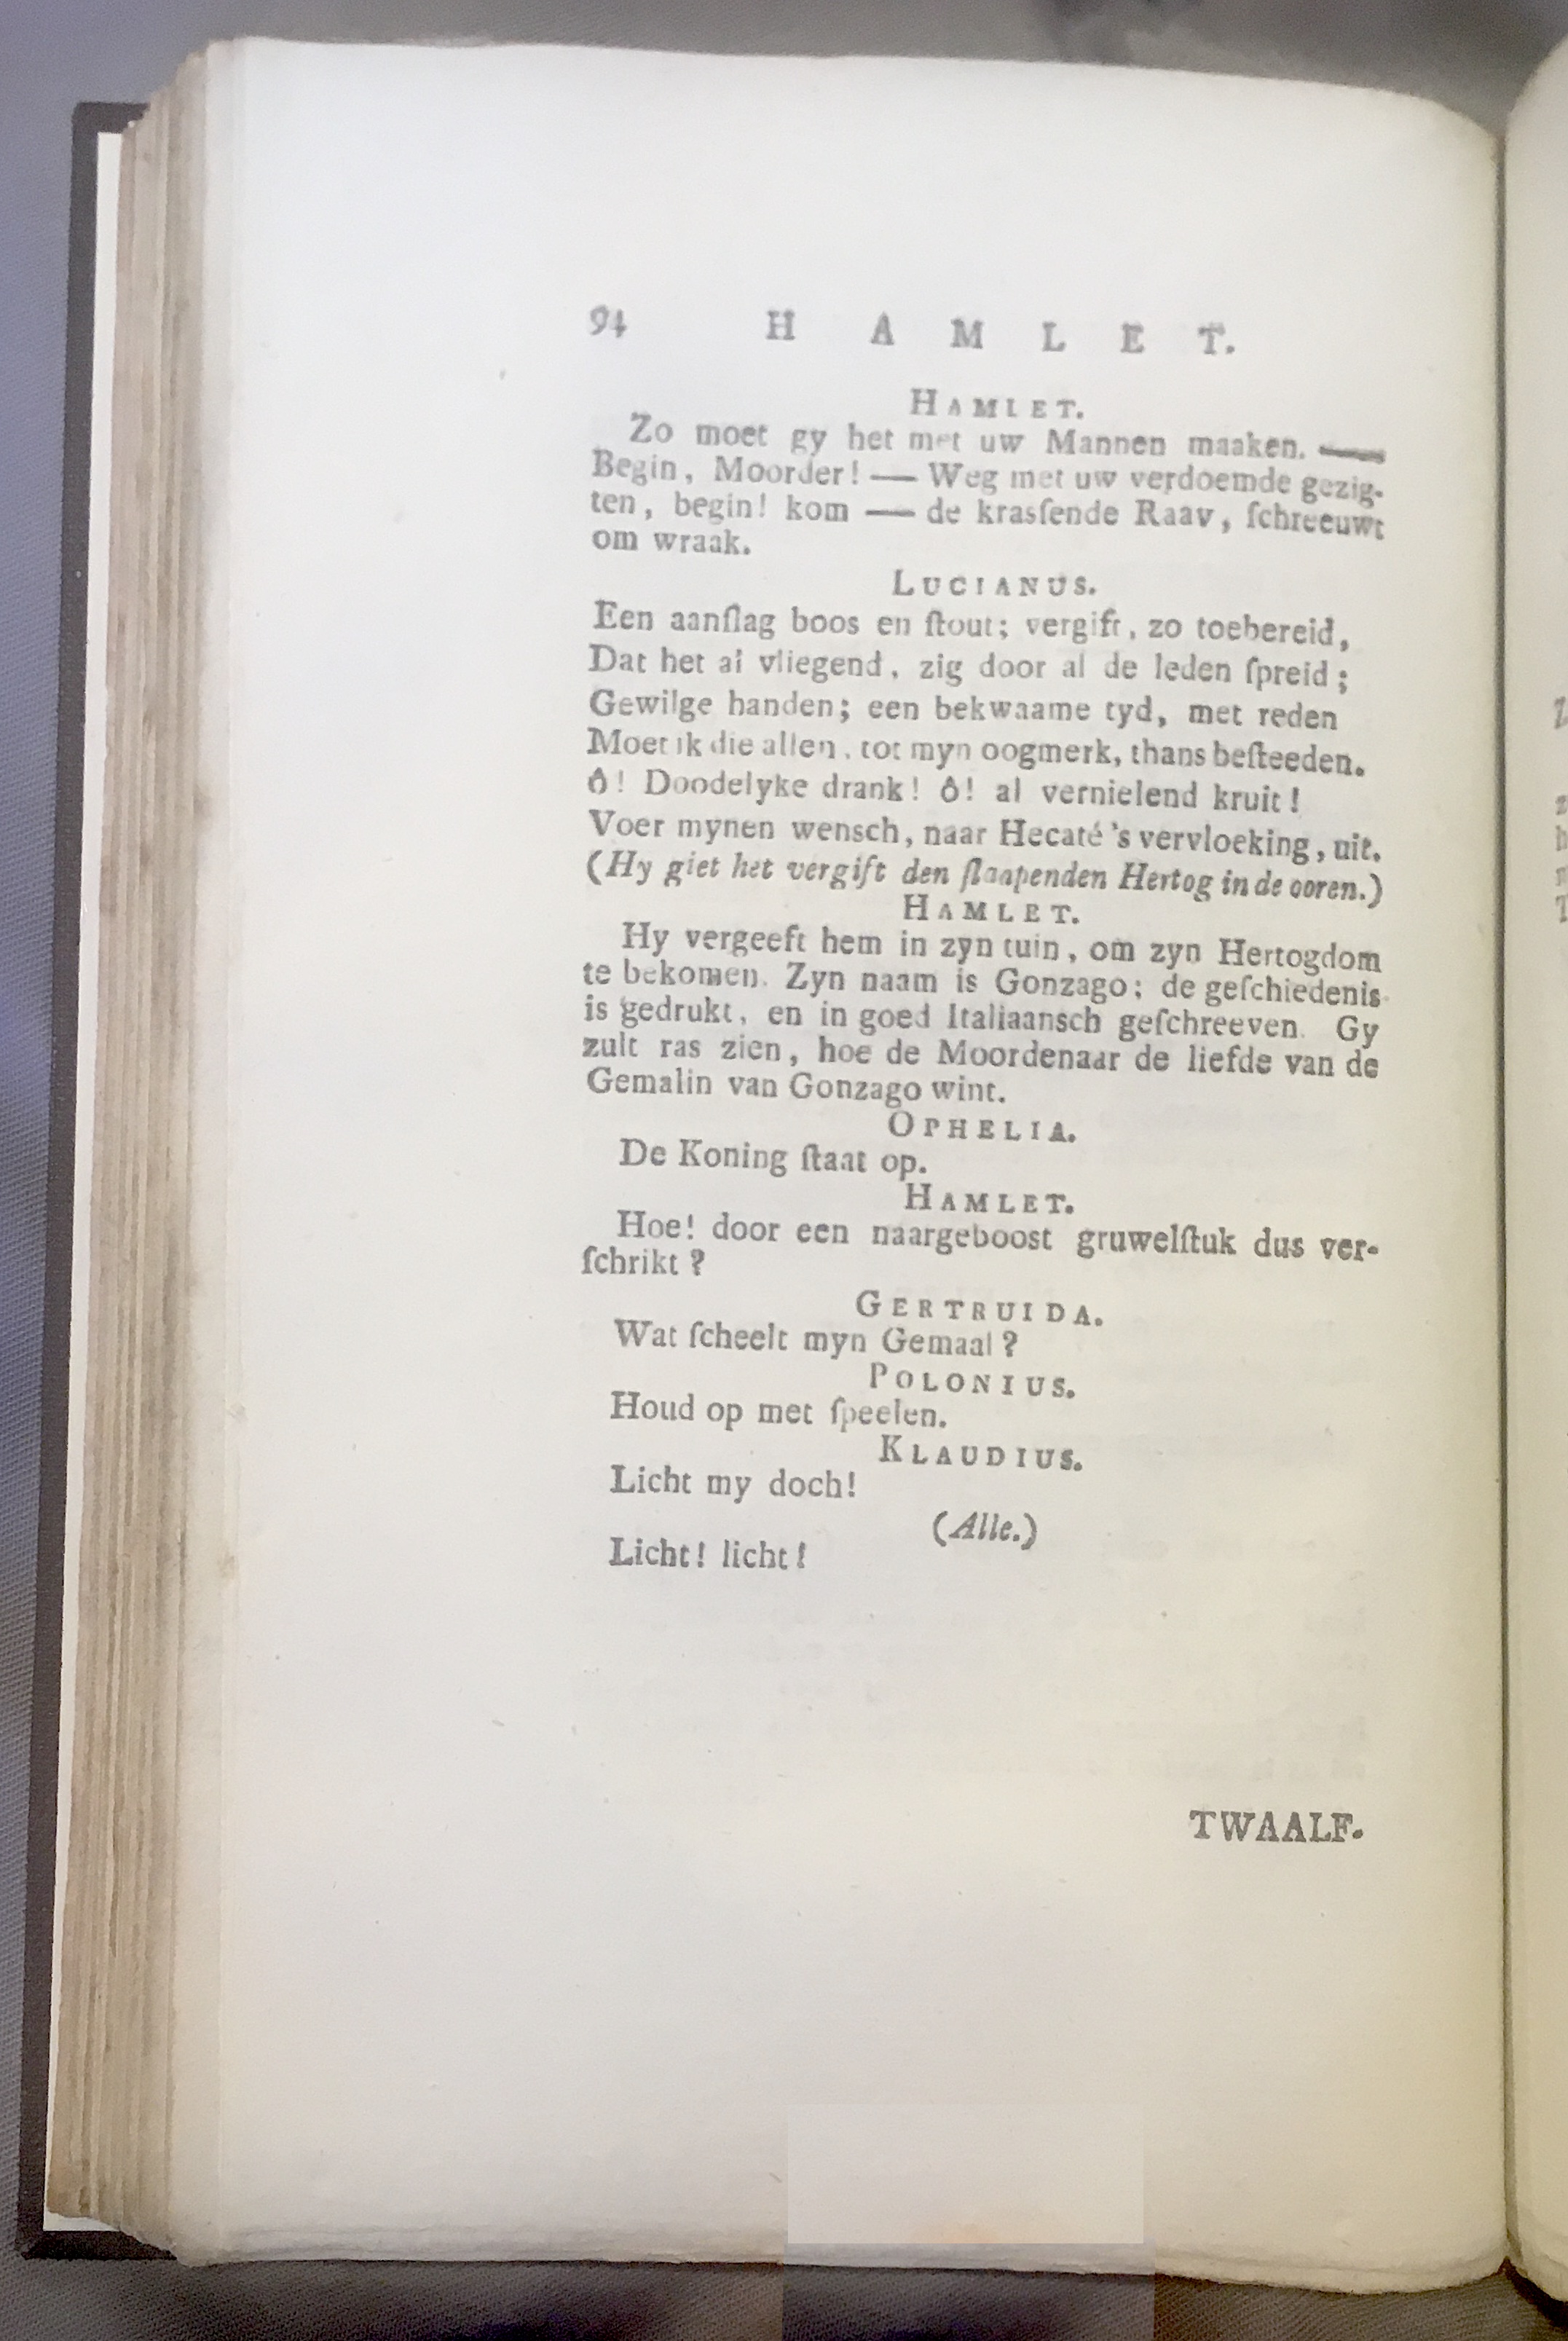 94 HAMLET.
HAMLET.
Zo moet gy het met uw Mannen maaken. —
Begin, Moorder! — Weg met uw verdoemde gezig-
ten, begin! kom — de krasſende Raav, ſchreeuwt
om wraak.
LUCIANUS.
Een aanſlag boos en ſtout; vergift, zo toebereid,
Dat het al vliegend, zig door al de leden ſpreid;
Gewilge handen; een bekwaame tyd, met reden
Moet ik die allen, tot myn oogmerk, thans beſteeden.
ô! Doodelyke drank! ô! al vernielend kruit!
Voer mynen wensch, naar Hecaté's vervloeking, uit.
(Hy giet het vergift den ſlaapenden Hertog in de ooren.)
HAMLET.
Hy vergeeft hem in zyn tuin, om zyn Hertogdom
te bekomen. Zyn naam is Gonzago; de geſchiedenis
is gedrukt, en in goed Italiaansch geſchreeven. Gy
zult ras zien, hoe de Moordenaar de liefde van de
Gemalin van Gonzago wint.
OPHELIA.
De Koning ſtaat op.
HAMLET.
Hoe! door een naargeboost gruwelſtuk dus ver-
ſchrikt?
GERTRUIDA.
Wat ſcheelt myn Gemaal?
POLONIUS.
Houd op met ſpeelen.
KLAUDIUS.
Licht my doch!
(Alle.)
Licht! licht!
TWAALF.